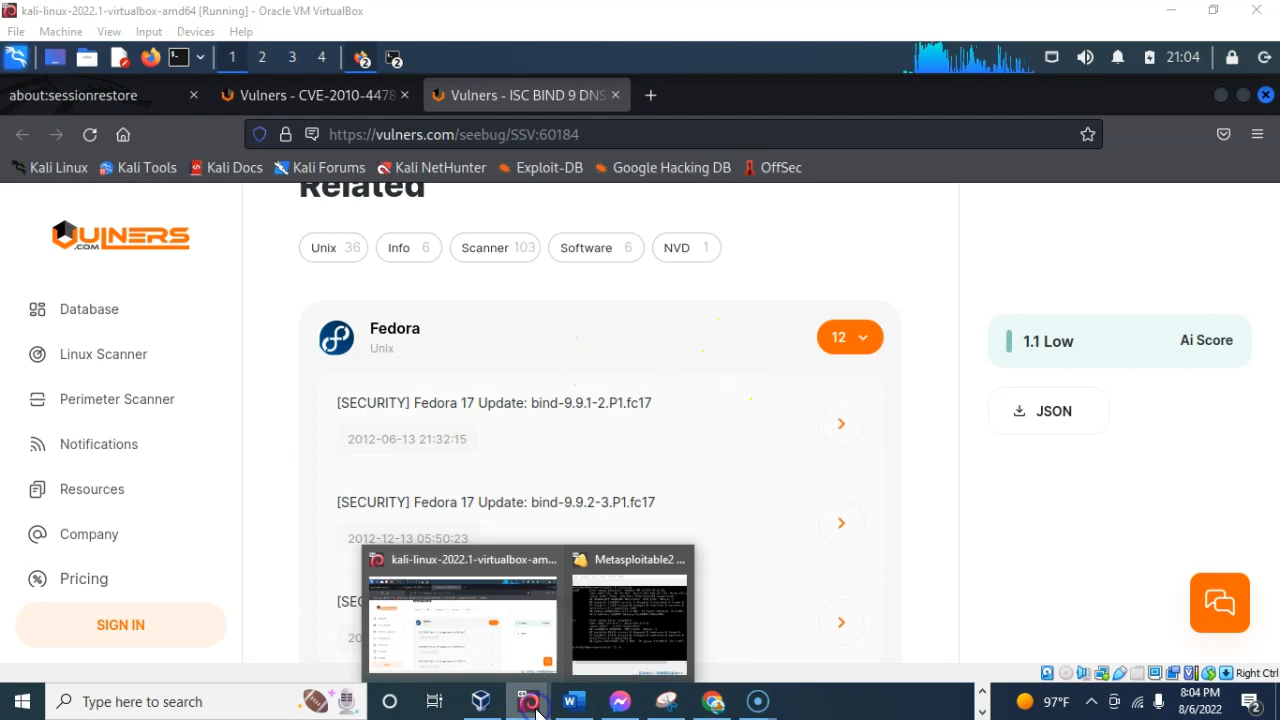 kali-linux-2022.1-virtualbox-amd64 [Running] - Oracle VM VirtualBox
File Machine View Input Devices Help
1 2 3 4 2 2 21:04
about:sessionrestore Vulners - CVE-2010-4478 Vulners - ISC BIND 9 DNS
https://vulners.com/seebug/SSV:60184
Kali Linux Kali Tools Kali Docs Kali Forums Kali NetHunter Exploit-DB Google Hacking DB OffSec
Related
VULNERS .COM
Unix 36 Info 6 Scanner 103 Software 6 NVD 1
Database
Linux Scanner
Perimeter Scanner
Notifications
Resources
Company
Pricing
SIGN IN
Fedora
Unix
12
[SECURITY] Fedora 17 Update: bind-9.9.1-2.P1.fc17
2012-06-13 21:32:15
[SECURITY] Fedora 17 Update: bind-9.9.2-3.P1.fc17
2012-12-13 05:50:23
1.1 Low Ai Score
JSON
kali-linux-2022.1-virtualbox-am... Metasploitable2 ...
Right Ctrl
Type here to search
97°F
8:04 PM
8/6/2022
2